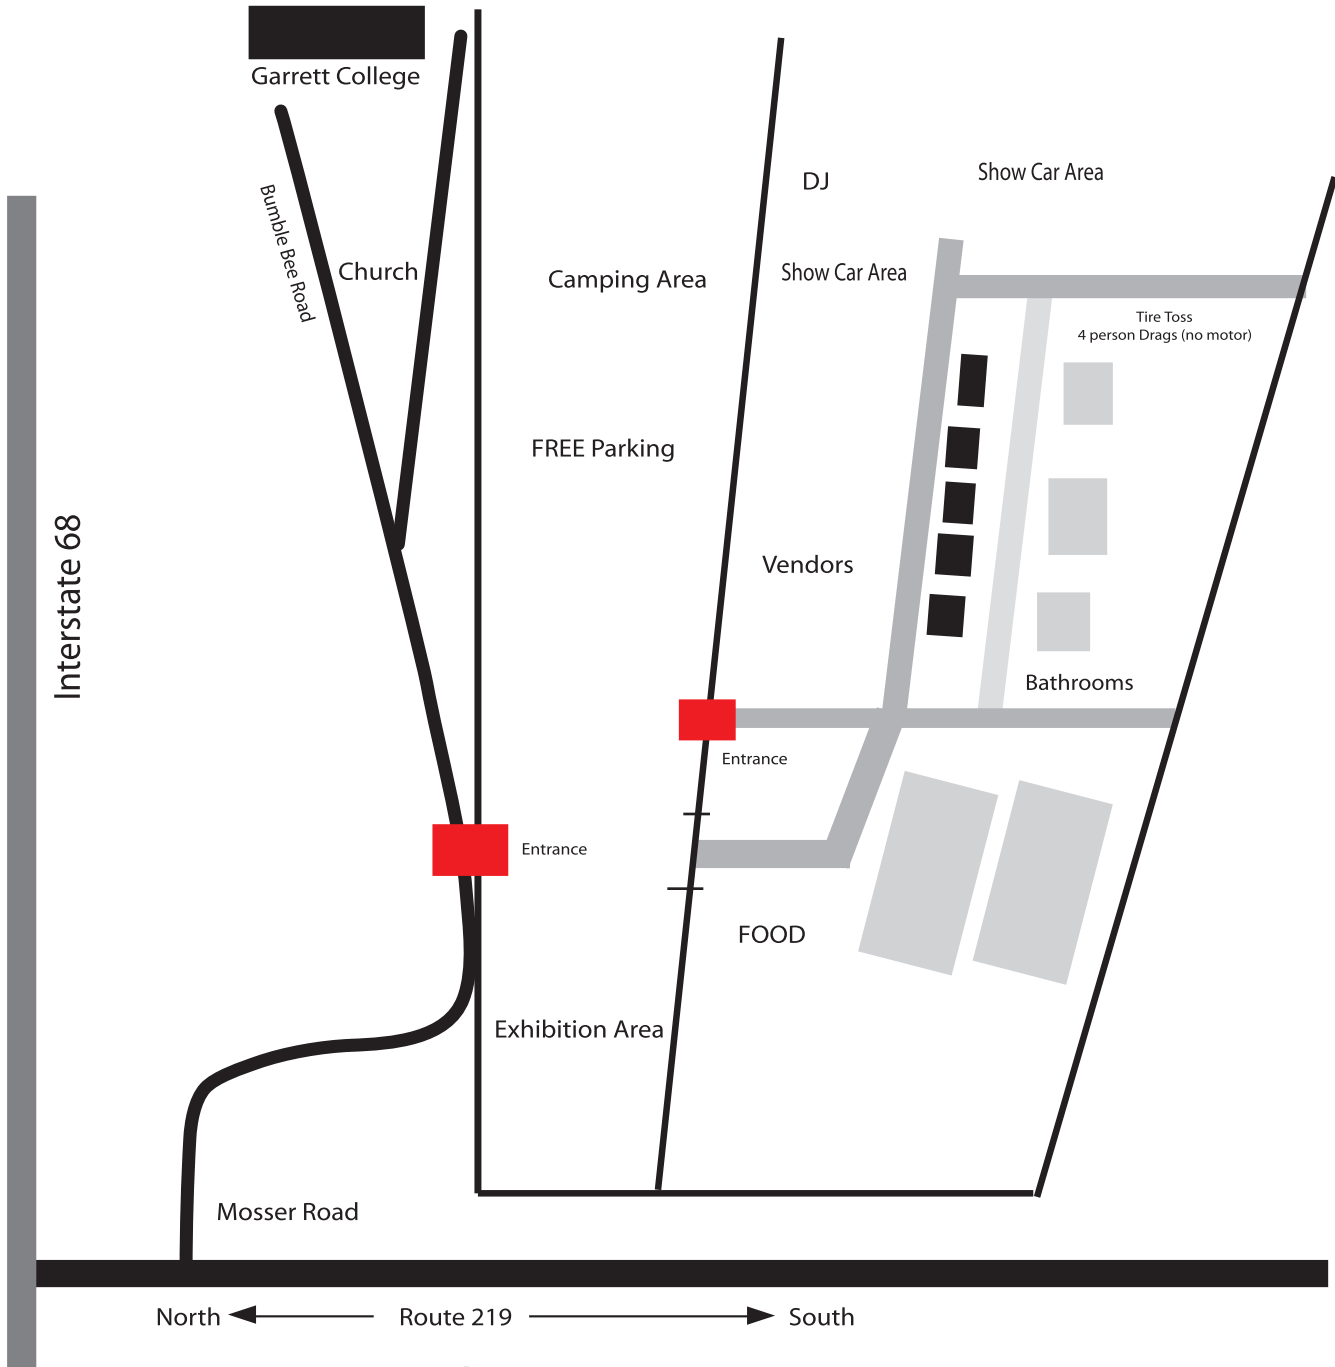 Garrett College
Bumble Bee Road
Church
Camping Area
DJ
Show Car Area
Show Car Area
Tire Toss
4 person Drags (no motor)
FREE Parking
Interstate 68
Vendors
Bathrooms
Entrance
Entrance
FOOD
Exhibition Area
Mosser Road
North
Route 219
South